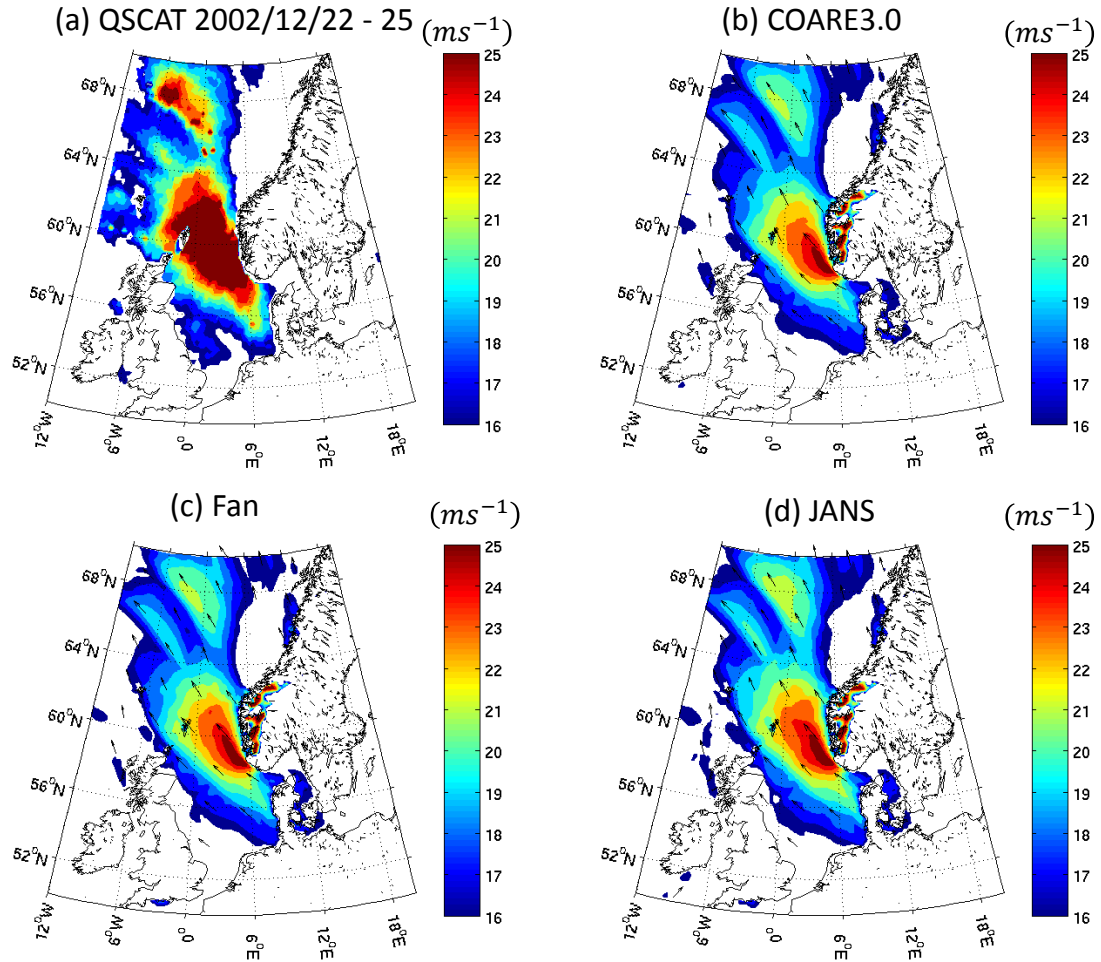 (a) QSCAT 2002/12/22 - 25
(ms⁻¹)
68°N
64°N
60°N
56°N
52°N
12°W
6°W
0
6°E
12°E
18°E
25
24
23
22
21
20
19
18
17
16
(b) COARE3.0
(ms⁻¹)
68°N
64°N
60°N
56°N
52°N
12°W
6°W
0
6°E
12°E
18°E
25
24
23
22
21
20
19
18
17
16
(c) Fan
(ms⁻¹)
68°N
64°N
60°N
56°N
52°N
12°W
6°W
0
6°E
12°E
18°E
25
24
23
22
21
20
19
18
17
16
(d) JANS
(ms⁻¹)
68°N
64°N
60°N
56°N
52°N
12°W
6°W
0
6°E
12°E
18°E
25
24
23
22
21
20
19
18
17
16